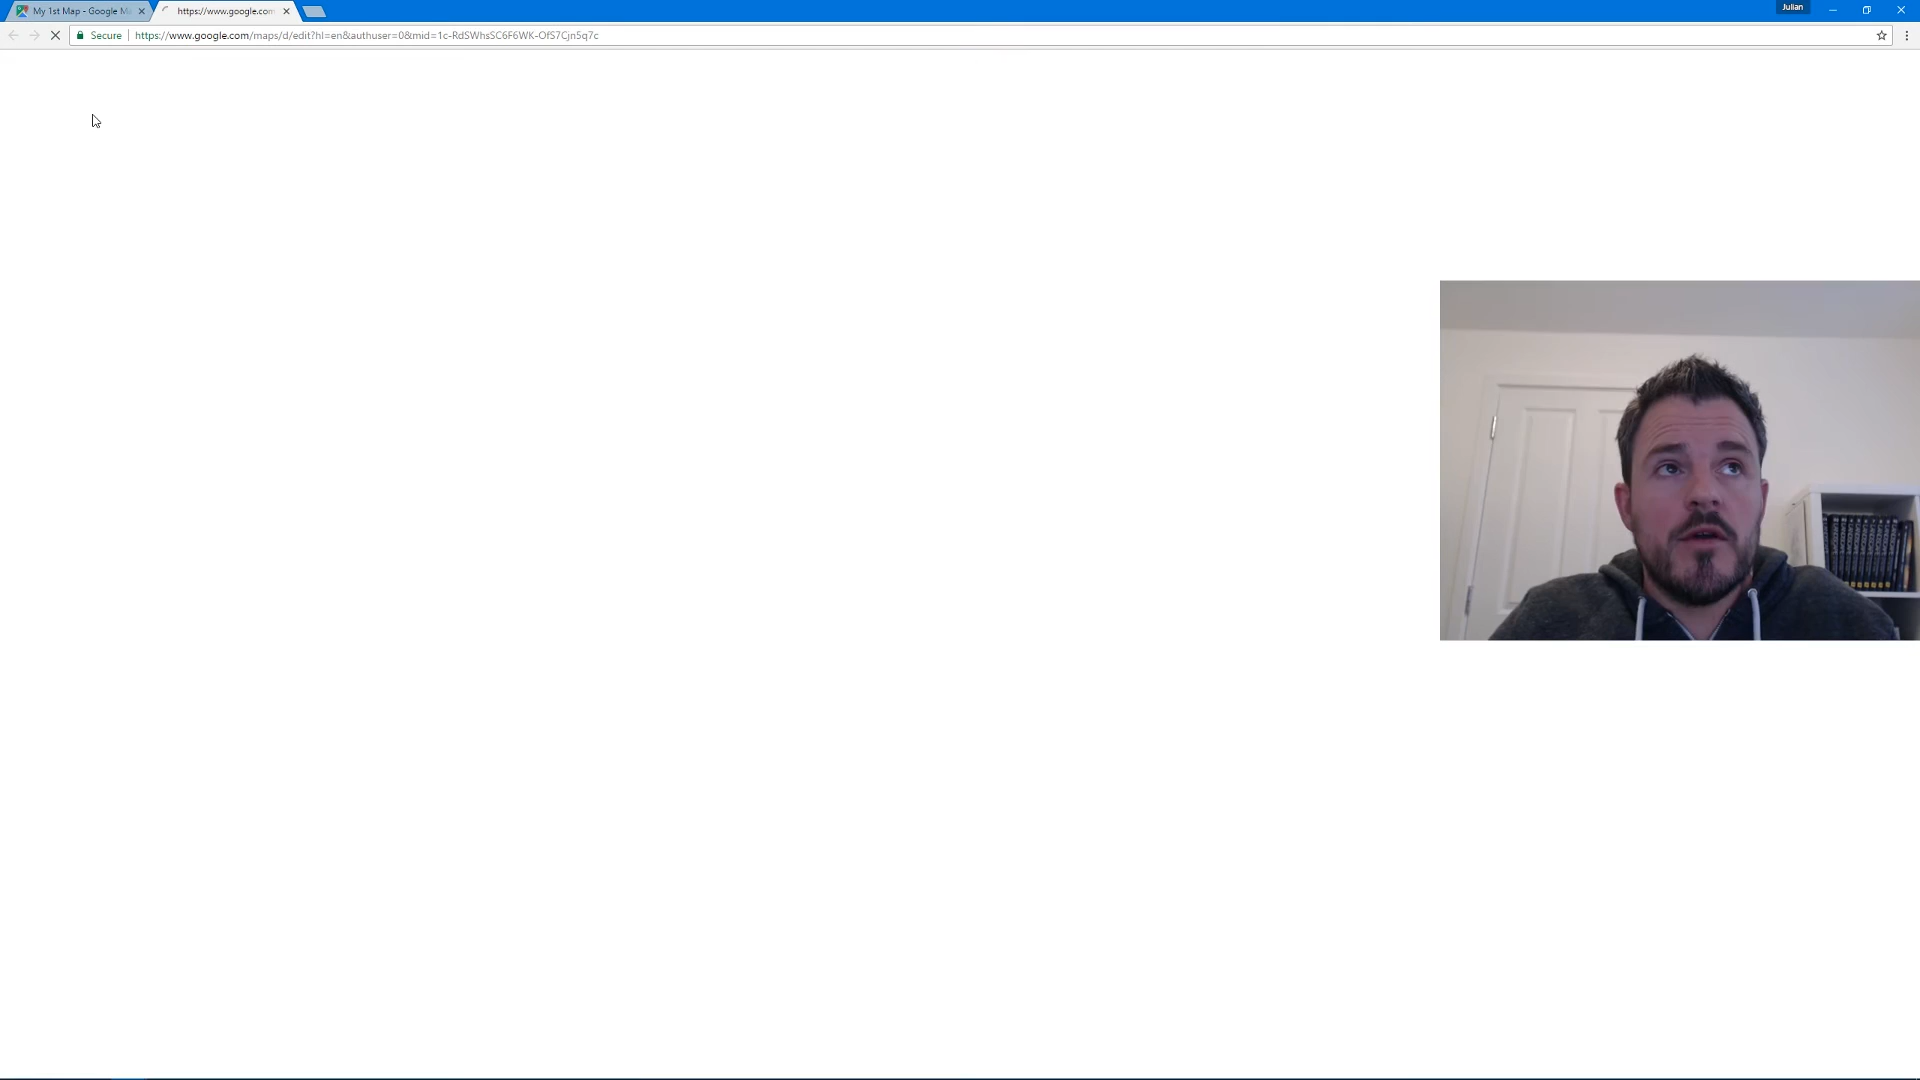 My 1st Map - Google M
https://www.google.com
Julian
Secure
https://www.google.com/maps/d/edit?hl=en&authuser=0&mid=1c-RdSWhsSC6F6WK-OfS7Cjn5q7c